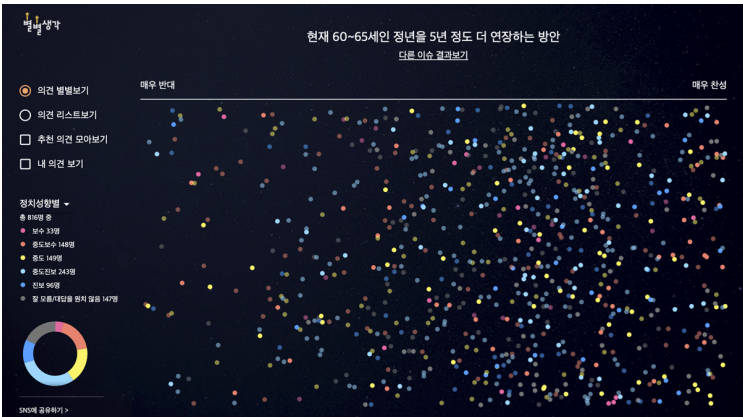 별별생각
현재 60~65세인 정년을 5년 정도 더 연장하는 방안
다른 이슈 결과보기
매우 반대
매우 찬성
의견 별별보기
의견 리스트보기
추천 의견 모아보기
내 의견 보기
정치성향별
총 816명 중
보수 33명
중도보수 148명
중도 149명
중도진보 243명
진보 96명
잘 모름/대답을 원치 않음 147명
SNS에 공유하기 >